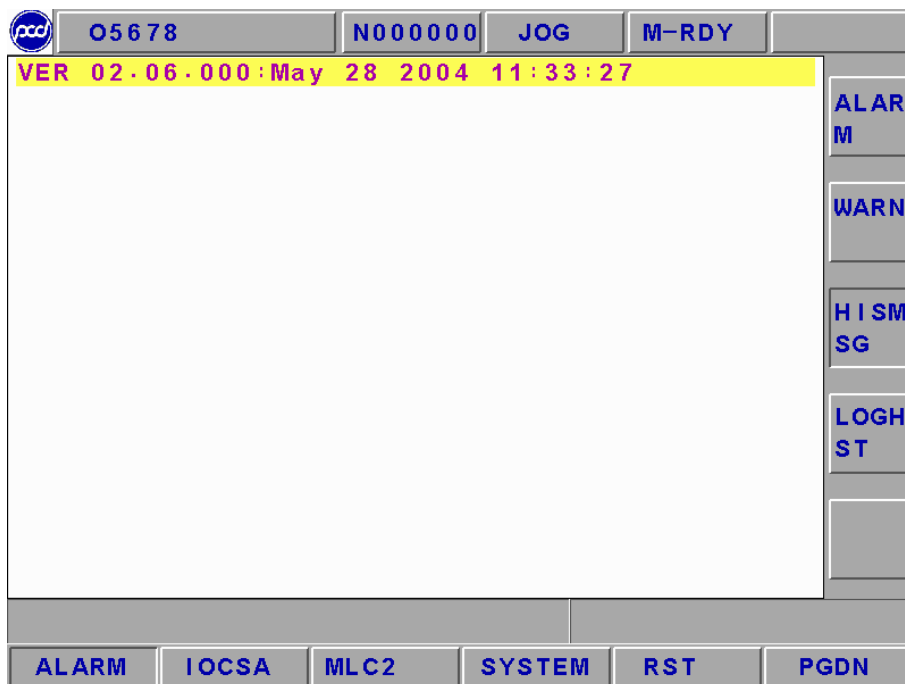 pcd O5678 N000000 JOG M-RDY
VER 02.06.000:May 28 2004 11:33:27
ALAR
M
WARN
HISM
SG
LOGH
ST
ALARM IOCSA MLC2 SYSTEM RST PGDN